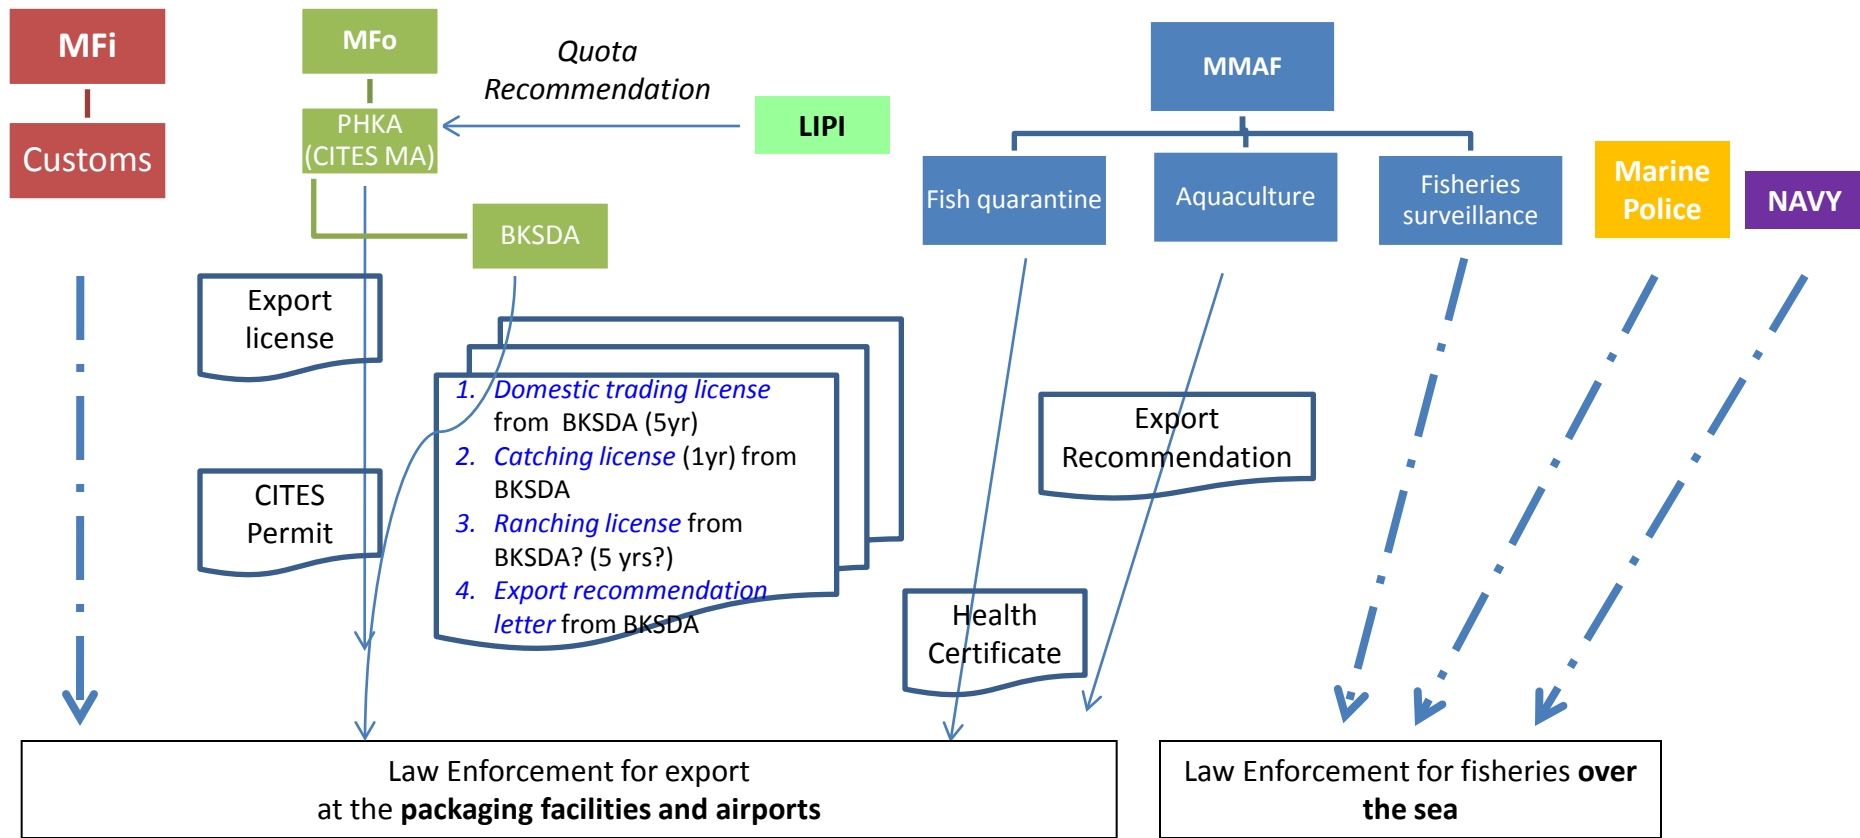 MFi
Customs
MFo
PHKA
(CITES MA)
BKSDA
Quota
Recommendation
LIPI
MMAF
Fish quarantine
Aquaculture
Fisheries
surveillance
Marine
Police
NAVY
Export
license
CITES
Permit
1. Domestic trading license
from BKSDA (5yr)
2. Catching license (1yr) from
BKSDA
3. Ranching license from
BKSDA? (5 yrs?)
4. Export recommendation
letter from BKSDA
Export
Recommendation
Health
Certificate
Law Enforcement for export
at the packaging facilities and airports
Law Enforcement for fisheries over
the sea